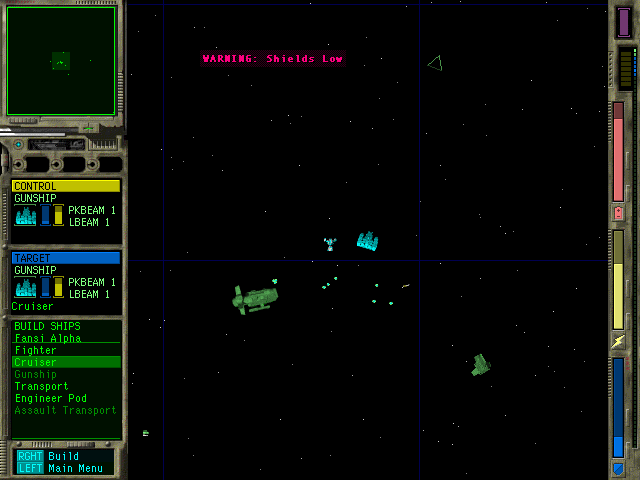 WARNING: Shields Low
CONTROL
GUNSHIP
PKBEAM 1
LBEAM 1
TARGET
GUNSHIP
PKBEAM 1
LBEAM 1
Cruiser
BUILD SHIPS
Fansi Alpha
Fighter
Cruiser
Gunship
Transport
Engineer Pod
Assault Transport
RGHT Build
LEFT Main Menu